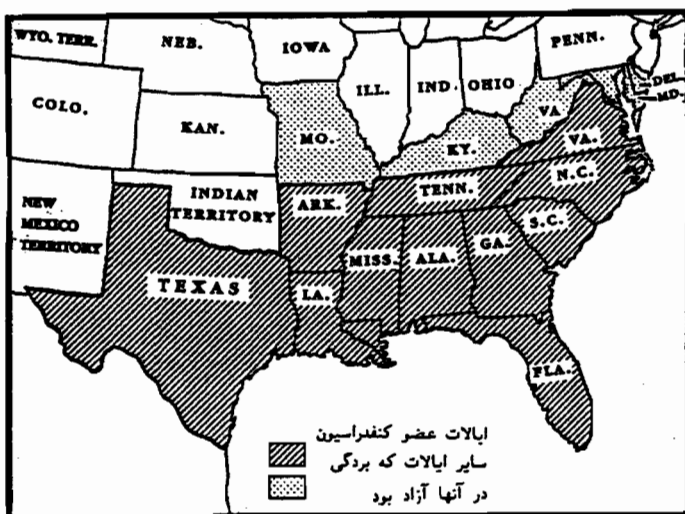 WYO. TERR.
NEB.
IOWA
PENN.
COLO.
ILL.
IND.
OHIO
DEL.
MD.
KAN.
MO.
KY.
VA
VA.
N.C.
TENN.
INDIAN
TERRITORY
ARK.
NEW
MEXICO
TERRITORY
S.C.
MISS.
ALA.
GA.
TEXAS
LA.
FLA.
ایالات عضو کنفدراسیون
سایر ایالات که بردگی
در آنها آزاد بود